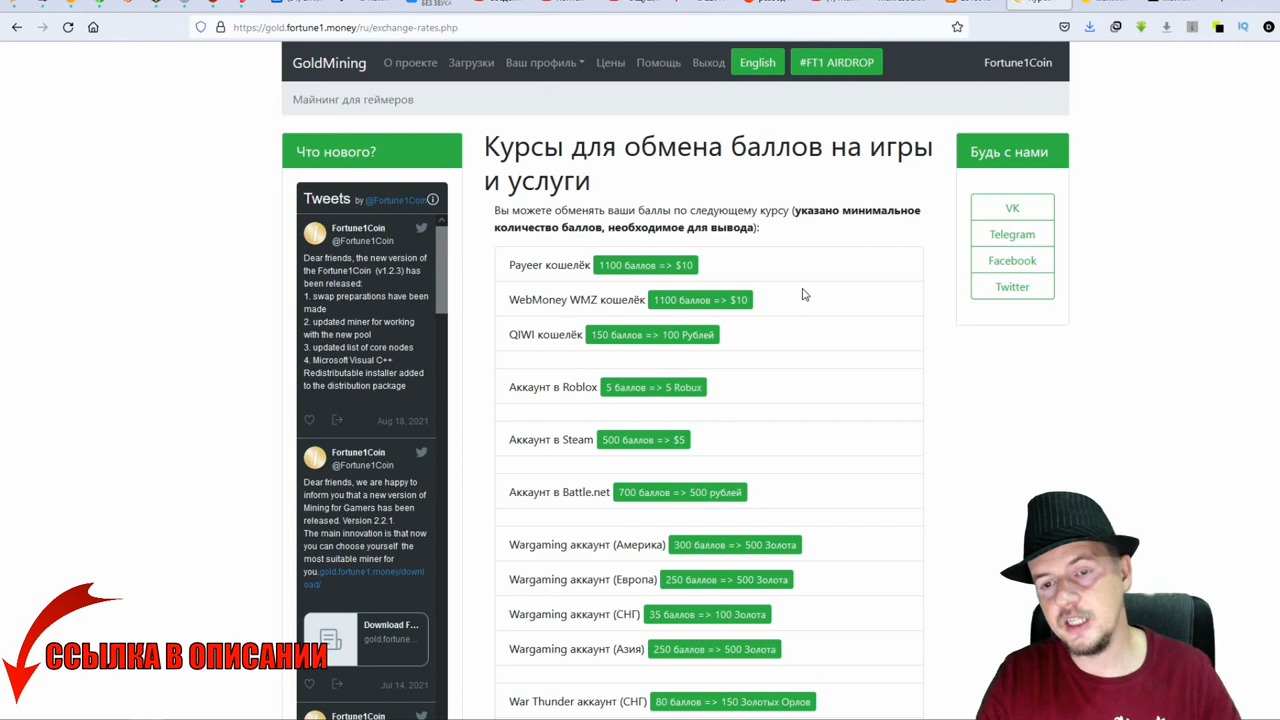 БЕЗ ЗВУКА
https://gold.fortune1.money/ru/exchange-rates.php
GoldMining О проекте Загрузки Ваш профиль Цены Помощь Выход English #FT1 AIRDROP Fortune1Coin
Майнинг для геймеров
Что нового?
Tweets by @Fortune1Coin
Fortune1Coin
@Fortune1Coin
Dear friends, the new version of
the Fortune1Coin (v1.2.3) has
been released:
1. swap preparations have been
made
2. updated miner for working
with the new pool
3. updated list of core nodes
4. Microsoft Visual C++
Redistributable installer added
to the distribution package
Aug 18, 2021
Fortune1Coin
@Fortune1Coin
Dear friends, we are happy to
inform you that a new version of
Mining for Gamers has been
released. Version 2.2.1.
The main innovation is that now
you can choose yourself the
most suitable miner for
you.gold.fortune1.money/downl
oad/
Download F...
gold.fortune...
Jul 14, 2021
Fortune1Coin
Курсы для обмена баллов на игры
и услуги
Вы можете обменять ваши баллы по следующему курсу (указано минимальное
количество баллов, необходимое для вывода):
Payeer кошелёк 1100 баллов => $10
WebMoney WMZ кошелёк 1100 баллов => $10
QIWI кошелёк 150 баллов => 100 Рублей
Аккаунт в Roblox 5 баллов => 5 Robux
Аккаунт в Steam 500 баллов => $5
Аккаунт в Battle.net 700 баллов => 500 рублей
Wargaming аккаунт (Америка) 300 баллов => 500 Золота
Wargaming аккаунт (Европа) 250 баллов => 500 Золота
Wargaming аккаунт (СНГ) 35 баллов => 100 Золота
Wargaming аккаунт (Азия) 250 баллов => 500 Золота
War Thunder аккаунт (СНГ) 80 баллов => 150 Золотых Орлов
Будь с нами
VK
Telegram
Facebook
Twitter
ССЫЛКА В ОПИСАНИИ